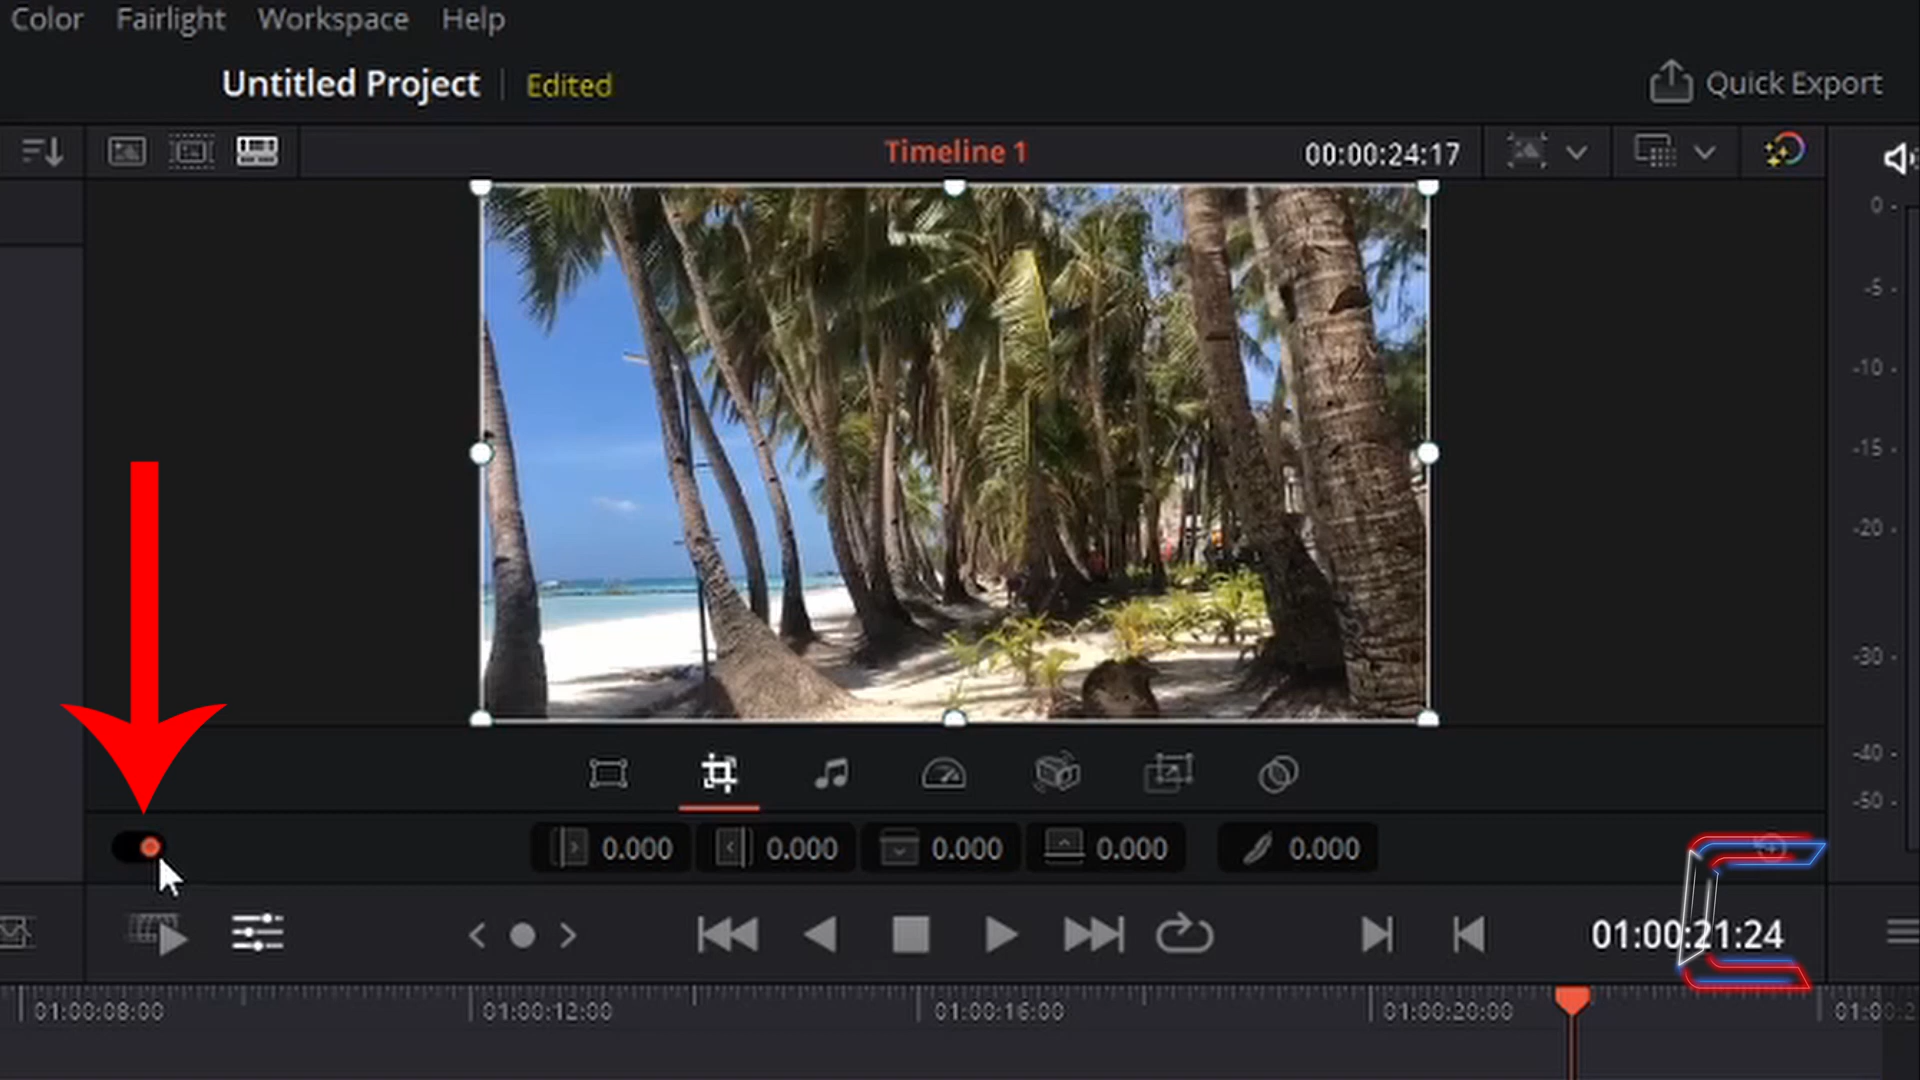 Color Fairlight Workspace Help
Untitled Project Edited
Quick Export
Timeline 1 00:00:24:17
0
-5
-10
-15
-20
-30
-40
-50
0.000 0.000 0.000 0.000 0.000
01:00:21:24
01:00:08:00 01:00:12:00 01:00:16:00 01:00:20:00